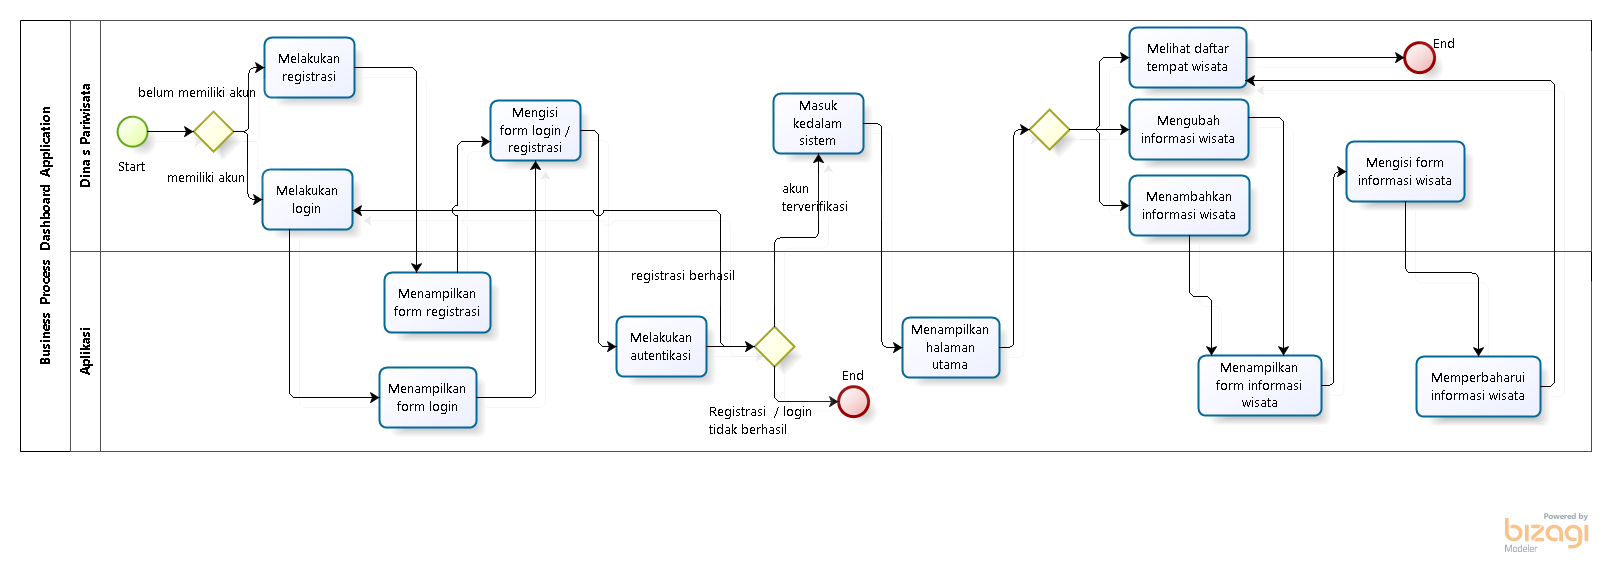 Business Process Dashboard Application
Dina s Pariwisata
Aplikasi
Start
belum memiliki akun
memiliki akun
Melakukan
registrasi
Melakukan
login
Menampilkan
form registrasi
Menampilkan
form login
Mengisi
form login /
registrasi
Melakukan
autentikasi
registrasi berhasil
akun
terverifikasi
Registrasi / login
tidak berhasil
End
Masuk
kedalam
sistem
Menampilkan
halaman
utama
Melihat daftar
tempat wisata
End
Mengubah
informasi wisata
Menambahkan
informasi wisata
Menampilkan
form informasi
wisata
Mengisi form
informasi wisata
Memperbaharui
informasi wisata
Powered by
bizagi
Modeler